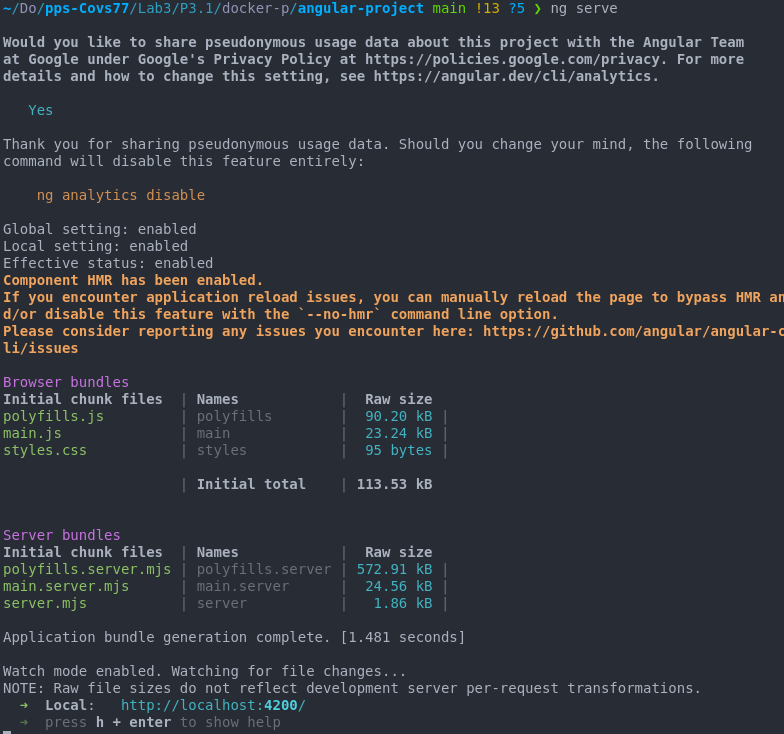 ~/Do/pps-Covs77/Lab3/P3.1/docker-p/angular-project main !13 ?5 ❯ ng serve
Would you like to share pseudonymous usage data about this project with the Angular Team
at Google under Google's Privacy Policy at https://policies.google.com/privacy. For more
details and how to change this setting, see https://angular.dev/cli/analytics.
Yes
Thank you for sharing pseudonymous usage data. Should you change your mind, the following
command will disable this feature entirely:
ng analytics disable
Global setting: enabled
Local setting: enabled
Effective status: enabled
Component HMR has been enabled.
If you encounter application reload issues, you can manually reload the page to bypass HMR an
d/or disable this feature with the `--no-hmr` command line option.
Please consider reporting any issues you encounter here: https://github.com/angular/angular-c
li/issues
Browser bundles
Initial chunk files | Names | Raw size
polyfills.js | polyfills | 90.20 kB |
main.js | main | 23.24 kB |
styles.css | styles | 95 bytes |
| Initial total | 113.53 kB
Server bundles
Initial chunk files | Names | Raw size
polyfills.server.mjs | polyfills.server | 572.91 kB |
main.server.mjs | main.server | 24.56 kB |
server.mjs | server | 1.86 kB |
Application bundle generation complete. [1.481 seconds]
Watch mode enabled. Watching for file changes...
NOTE: Raw file sizes do not reflect development server per-request transformations.
➜ Local: http://localhost:4200/
➜ press h + enter to show help